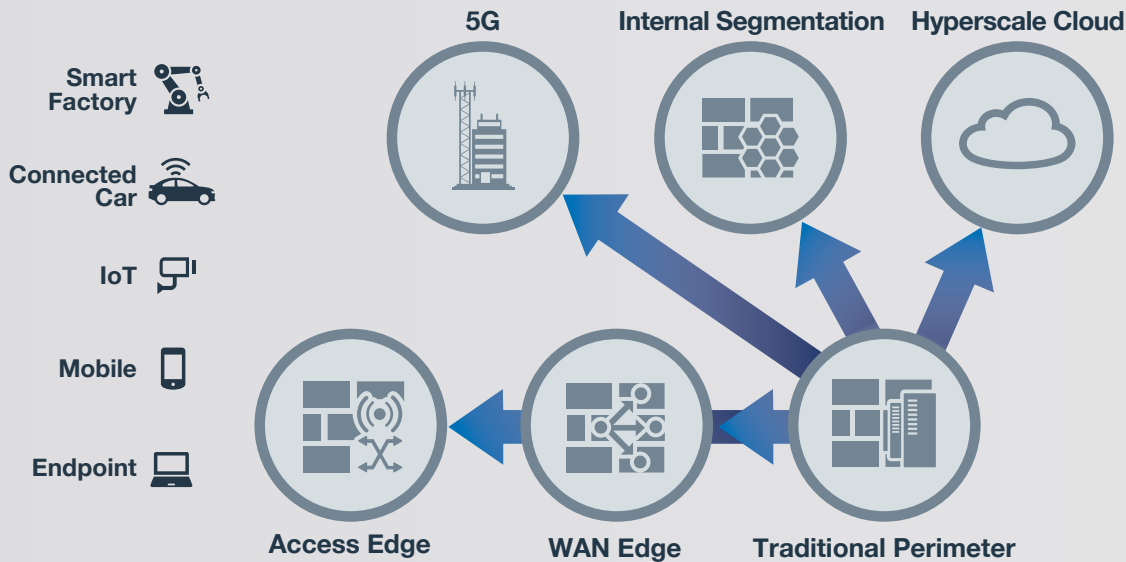 5G
Internal Segmentation
Hyperscale Cloud
Smart
Factory
Connected
Car
IoT
Mobile
Endpoint
Access Edge
WAN Edge
Traditional Perimeter